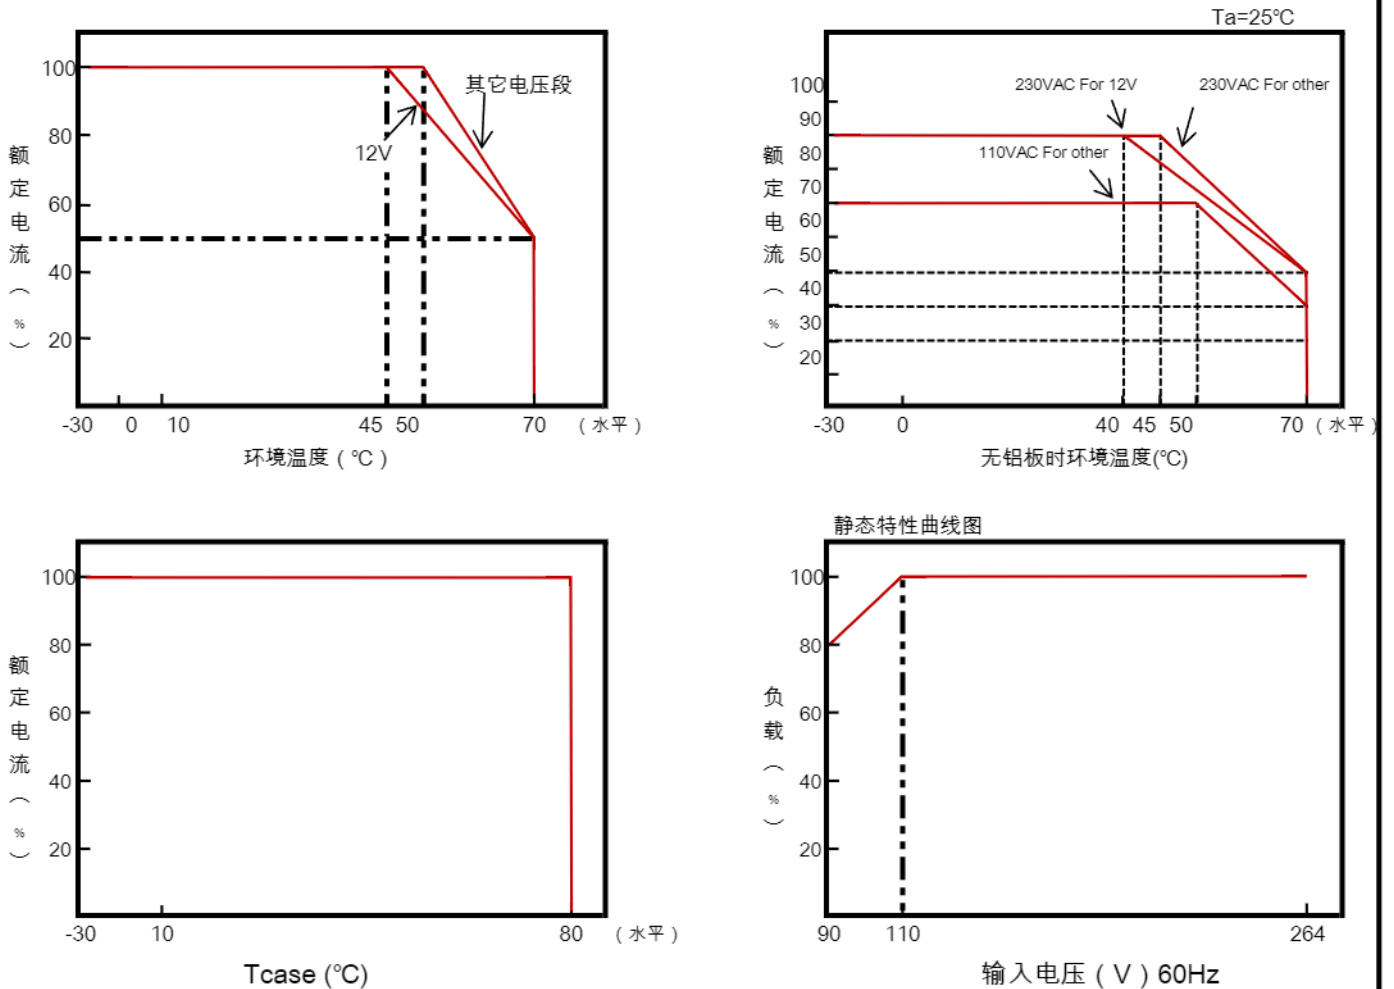 Ta=25℃
100
80
60
40
20
额定电流（%）
其它电压段
12V
-30 0 10 45 50 70 （水平）
环境温度（℃）
100
90
80
70
60
50
40
30
20
额定电流（%）
230VAC For 12V
230VAC For other
110VAC For other
-30 0 40 45 50 70 （水平）
无铝板时环境温度(℃)
100
80
60
40
20
额定电流（%）
-30 10 80 （水平）
Tcase (℃)
静态特性曲线图
100
80
60
40
20
负载（%）
90 110 264
输入电压（V）60Hz